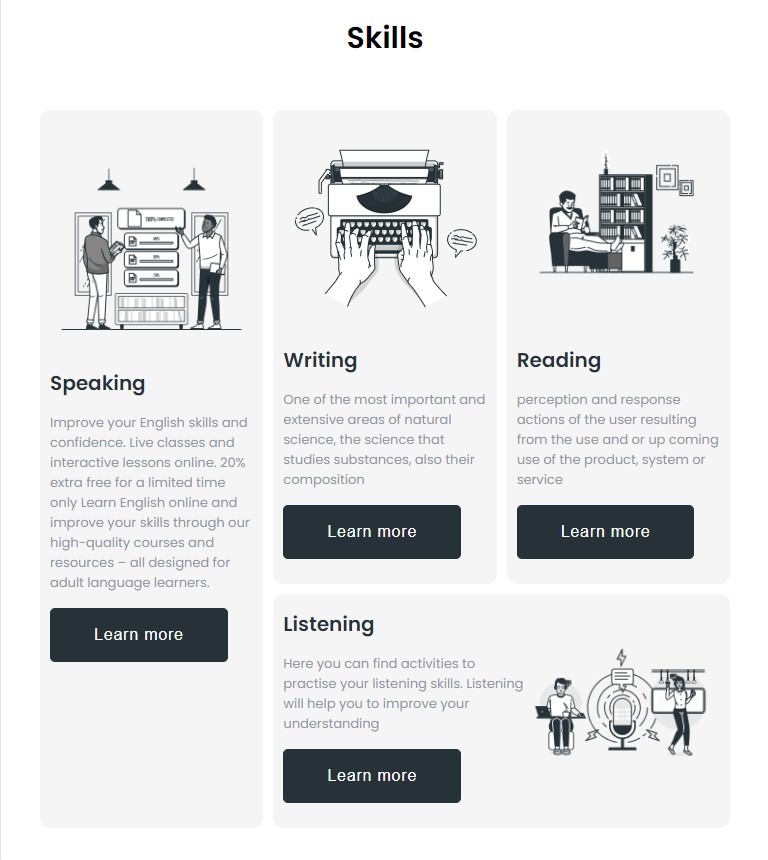 Skills
100% COMPLETED
Speaking
Improve your English skills and
confidence. Live classes and
interactive lessons online. 20%
extra free for a limited time
only Learn English online and
improve your skills through our
high-quality courses and
resources – all designed for
adult language learners.
Learn more
Writing
One of the most important and
extensive areas of natural
science, the science that
studies substances, also their
composition
Learn more
Reading
perception and response
actions of the user resulting
from the use and or up coming
use of the product, system or
service
Learn more
Listening
Here you can find activities to
practise your listening skills. Listening
will help you to improve your
understanding
Learn more